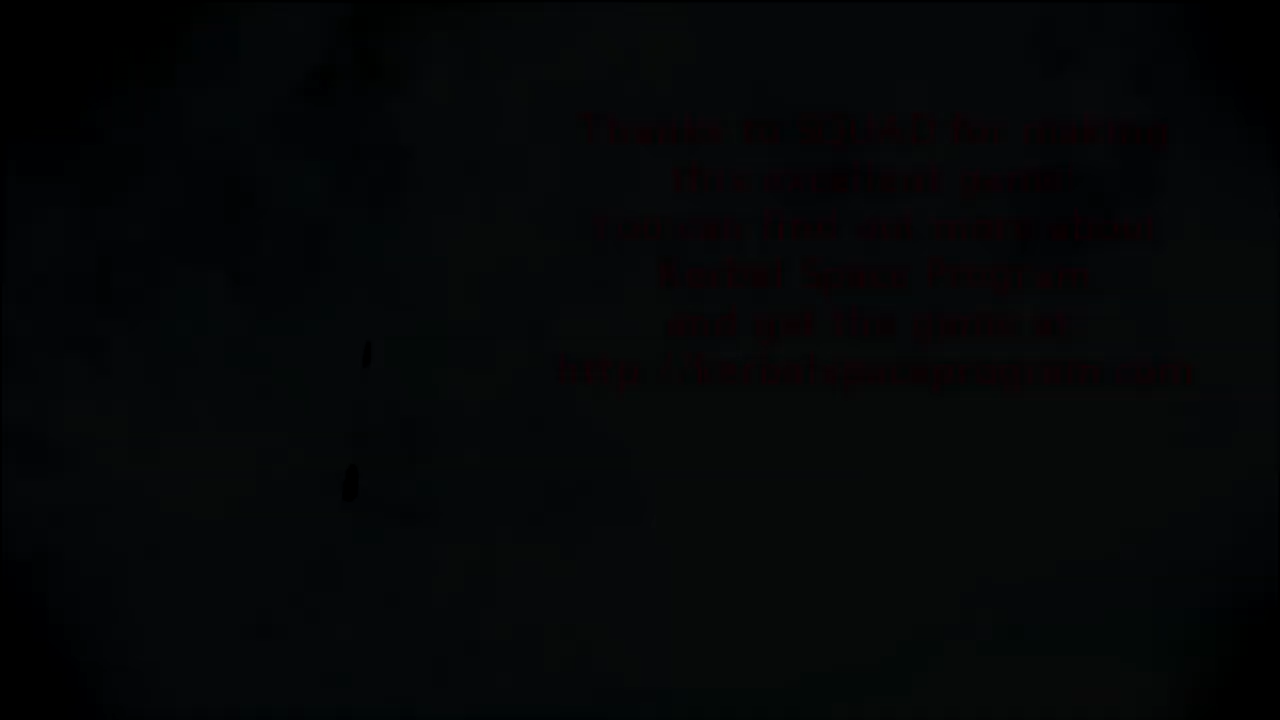 Thanks to Squad for making
this excellent game
You can find out more about
Kerbal Space Program
and get the game at
http://kerbalspaceprogram.com